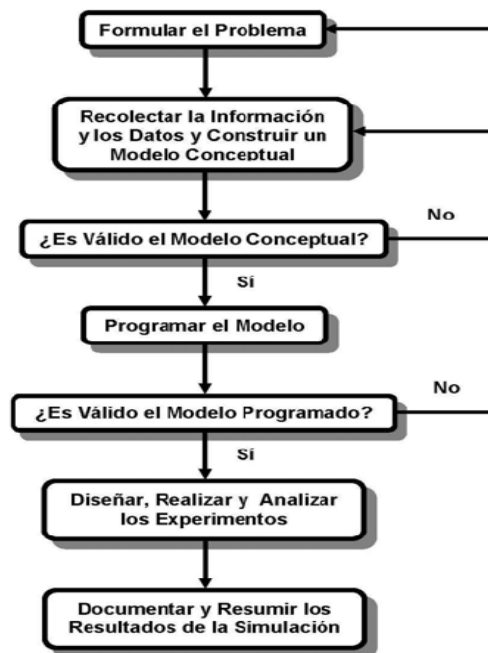 Formular el Problema
Recolectar la Información
y los Datos y Construir un
Modelo Conceptual
No
¿Es Válido el Modelo Conceptual?
Sí
Programar el Modelo
No
¿Es Válido el Modelo Programado?
Sí
Diseñar, Realizar y Analizar
los Experimentos
Documentar y Resumir los
Resultados de la Simulación